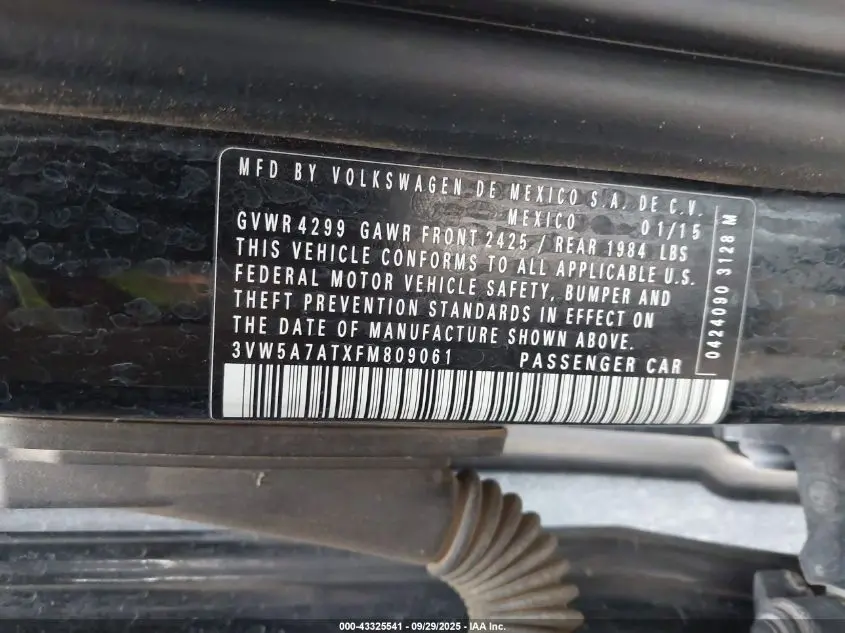 MFD BY VOLKSWAGEN DE MEXICO S.A. DE C.V.
MEXICO 01/15
GVWR 4299 GAWR FRONT 2425 / REAR 1984 LBS
THIS VEHICLE CONFORMS TO ALL APPLICABLE U.S.
FEDERAL MOTOR VEHICLE SAFETY, BUMPER AND
THEFT PREVENTION STANDARDS IN EFFECT ON
THE DATE OF MANUFACTURE SHOWN ABOVE.
3VW5A7ATXFM809061 PASSENGER CAR
0424090 3128 M
000-43325541 / 09/29/2025 - IAA Inc.